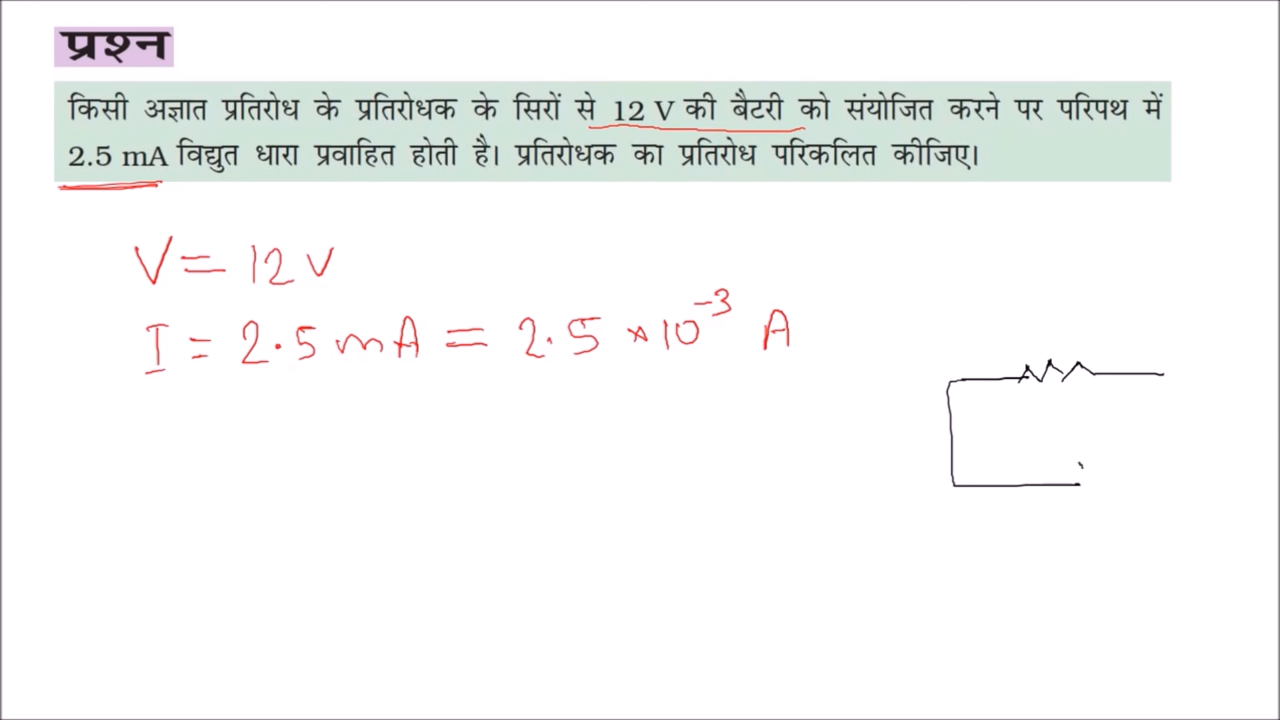 प्रश्न
किसी अज्ञात प्रतिरोध के प्रतिरोधक के सिरों से 12 V की बैटरी को संयोजित करने पर परिपथ में
2.5 mA विद्युत धारा प्रवाहित होती है। प्रतिरोधक का प्रतिरोध परिकलित कीजिए।
V = 12 V
I = 2.5 mA = 2.5 × 10⁻³ A